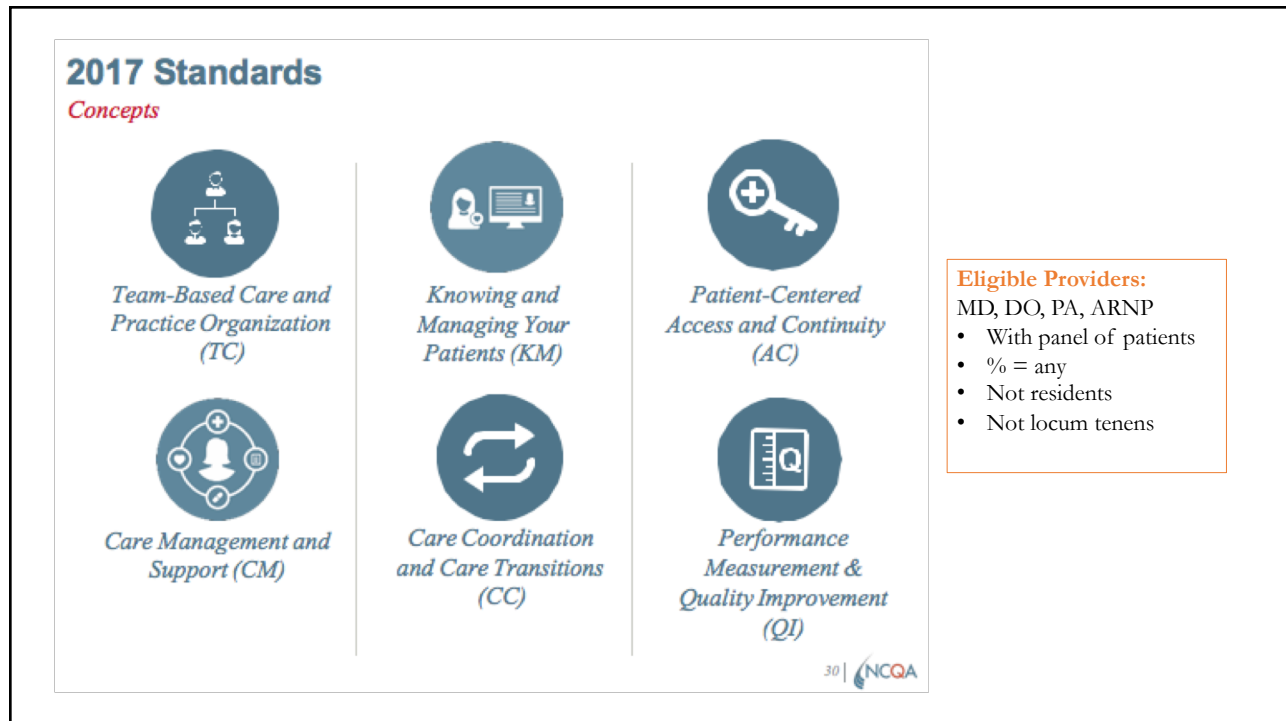 2017 Standards
Concepts
Team-Based Care and
Practice Organization
(TC)
Knowing and
Managing Your
Patients (KM)
Patient-Centered
Access and Continuity
(AC)
Care Management and
Support (CM)
Care Coordination
and Care Transitions
(CC)
Q
Performance
Measurement &
Quality Improvement
(QI)
30 | NCQA
Eligible Providers:
MD, DO, PA, ARNP
• With panel of patients
• % = any
• Not residents
• Not locum tenens